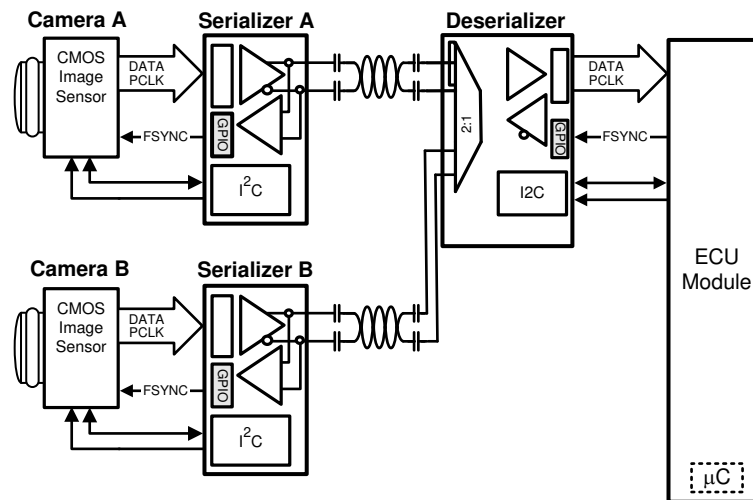 Camera A
Serializer A
Deserializer
CMOS
Image
Sensor
DATA
PCLK
FSYNC
GPIO
I²C
2:1
DATA
PCLK
GPIO
FSYNC
I2C
ECU
Module
μC
Camera B
Serializer B
CMOS
Image
Sensor
DATA
PCLK
FSYNC
GPIO
I²C